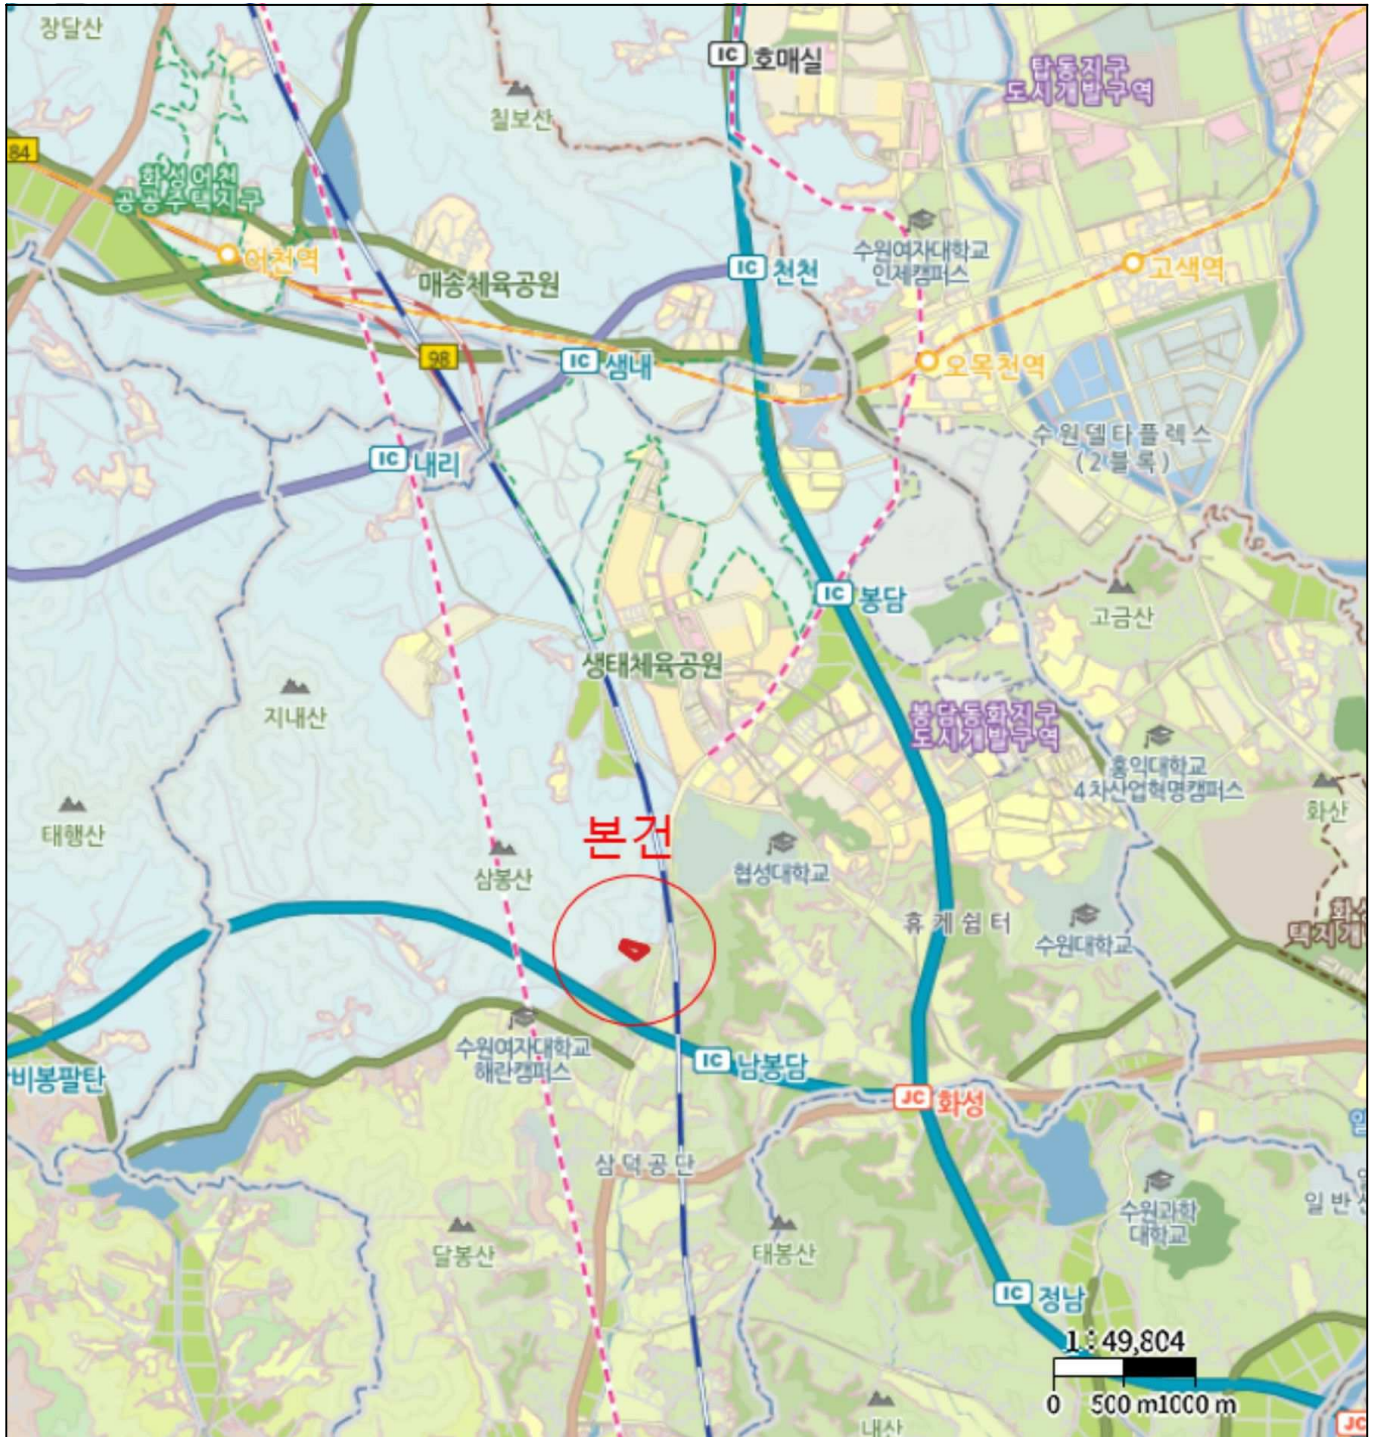 장달산
IC 호매실
탑동지구
도시개발구역
칠보산
84
화성어천
공공주택지구
수원여자대학교
인제캠퍼스
어천역
IC 천천
고색역
매송체육공원
98
IC 샘내
오목천역
수원델타플렉스
(2블록)
IC 내리
IC 봉담
고금산
생태체육공원
지내산
봉담동화지구
도시개발구역
홍익대학교
4차산업혁명캠퍼스
태행산
화산
본건
삼봉산
협성대학교
휴게쉼터
수원대학교
택지개
수원여자대학교
해란캠퍼스
IC 남봉담
비봉팔탄
JC 화성
삼덕공단
수원과학
대학교
일반
달봉산
태봉산
IC 정남
1 : 49,804
0 500 m 1000 m
내산
JC